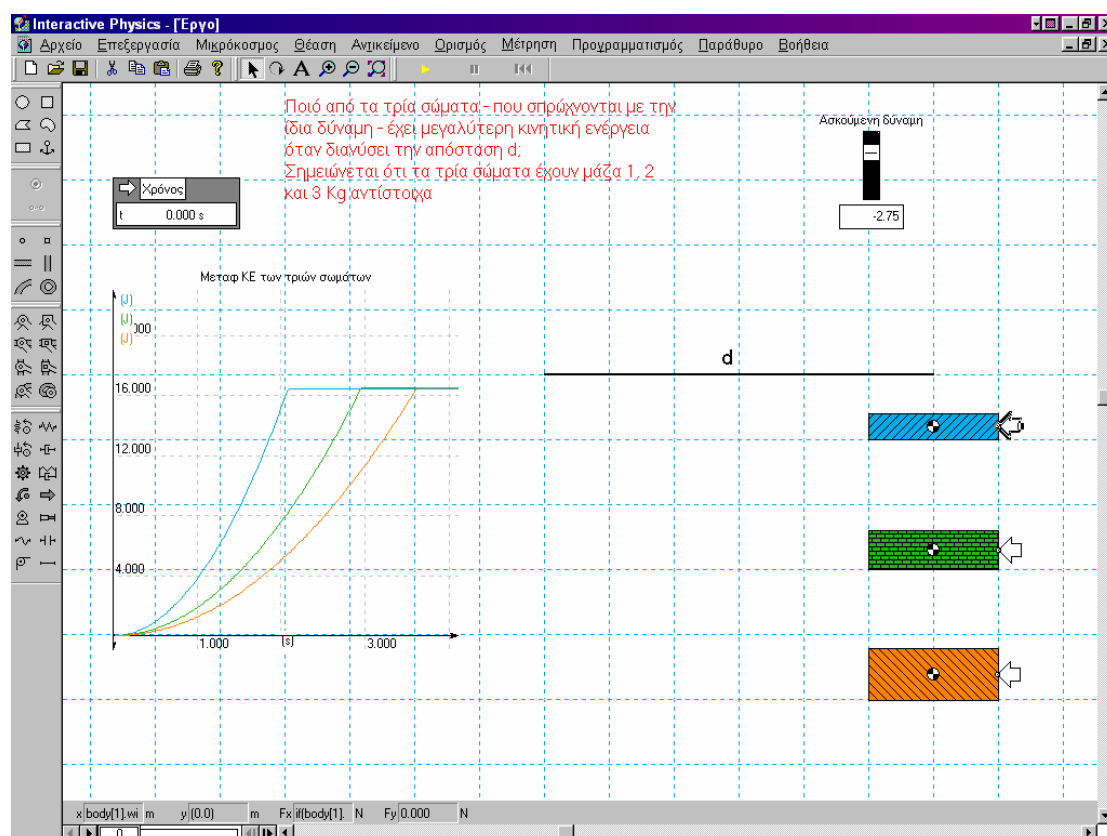 Interactive Physics - [Έργο]
Αρχείο Επεξεργασία Μικρόκοσμος Θέαση Αντικείμενο Ορισμός Μέτρηση Προγραμματισμός Παράθυρο Βοήθεια
Ποιό από τα τρία σώματα - που σπρώχνονται με την
ίδια δύναμη - έχει μεγαλύτερη κινητική ενέργεια
όταν διανύσει την απόσταση d;
Σημειώνεται ότι τα τρία σώματα έχουν μάζα 1, 2
και 3 Kg αντίστοιχα
Ασκούμενη δύναμη
-2.75
Χρόνος
t 0.000 s
Μεταφ ΚΕ των τριών σωμάτων
(J)
(J)
(J)
16.000
12.000
8.000
4.000
1.000 [s] 3.000
d
x body[1].wi m y (0.0) m Fx if(body[1]. N Fy 0.000 N
0